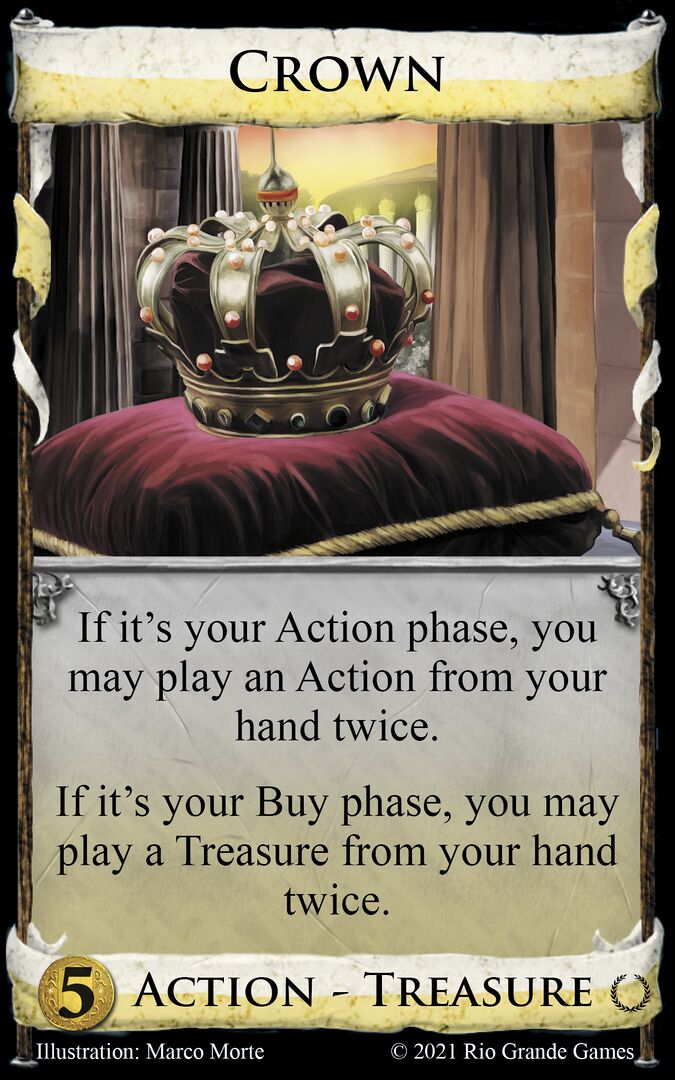 Crown
If it’s your Action phase, you
may play an Action from your
hand twice.
If it’s your Buy phase, you may
play a Treasure from your hand
twice.
5 Action - Treasure
Illustration: Marco Morte © 2021 Rio Grande Games